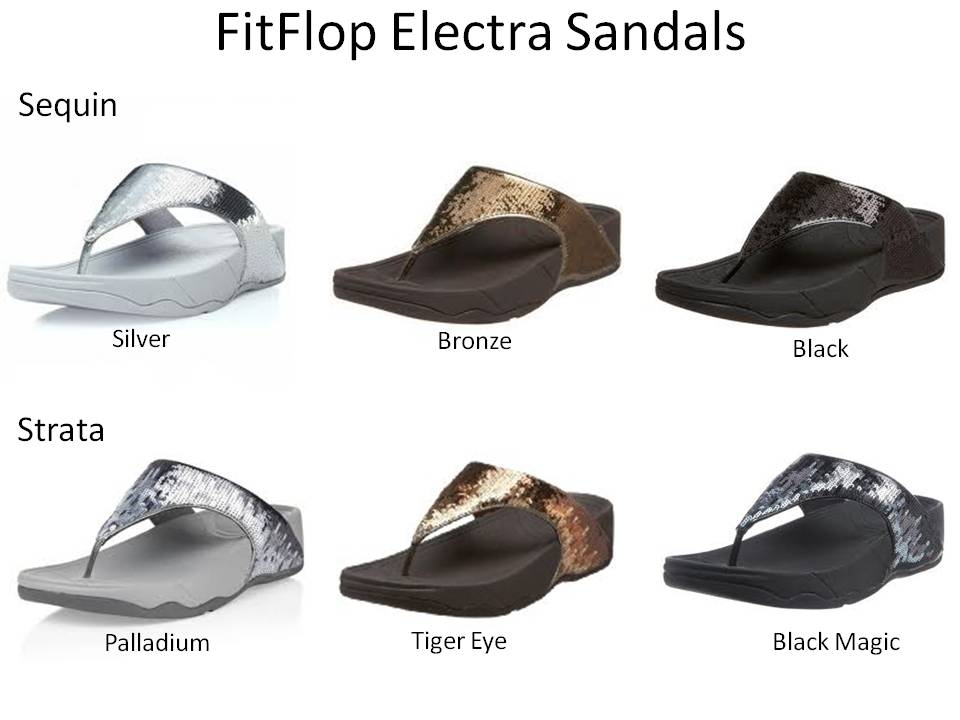 FitFlop Electra Sandals
Sequin
Silver
Bronze
Black
Strata
Palladium
Tiger Eye
Black Magic